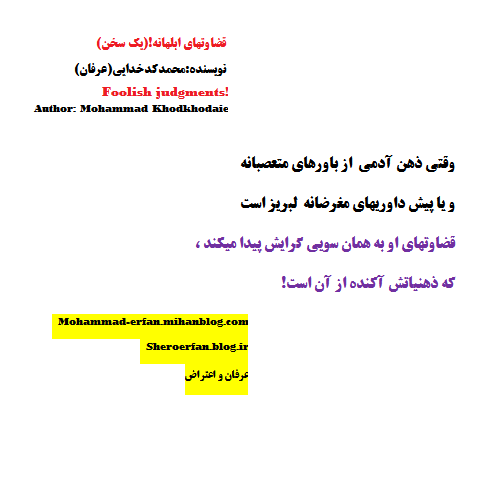 قضاوتهای ابلهانه!(یک سخن)
نویسنده:محمدکدخدایی(عرفان)
Foolish judgments!
Author: Mohammad Khodkhodaie
وقتی ذهن آدمی از باورهای متعصبانه
و یا پیش داوریهای مغرضانه لبریز است
قضاوتهای او به همان سویی گرایش پیدا میکند ،
که ذهنیاتش آکنده از آن است!
Mohammad-erfan.mihanblog.com
Sheroerfan.blog.ir
عرفان و اعتراض